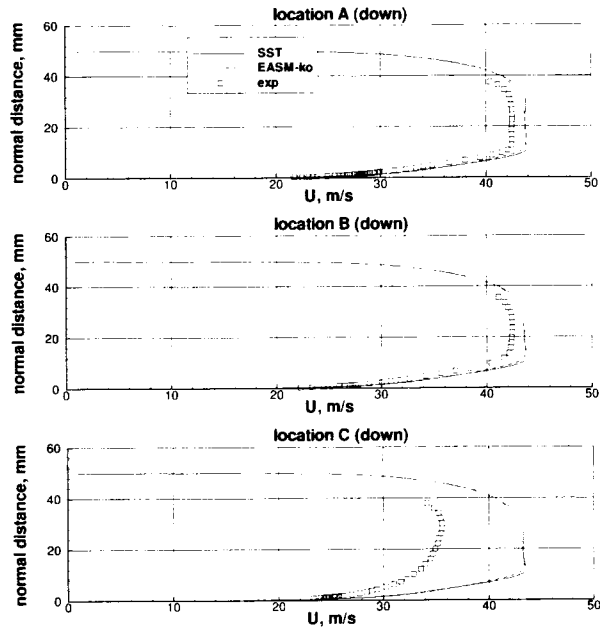 location A (down)
normal distance, mm
60
40
20
0
SST
EASM-ko
exp
0 10 20 30 40 50
U, m/s
location B (down)
normal distance, mm
60
40
20
0
0 10 20 30 40 50
U, m/s
location C (down)
normal distance, mm
60
40
20
0
0 10 20 30 40 50
U, m/s